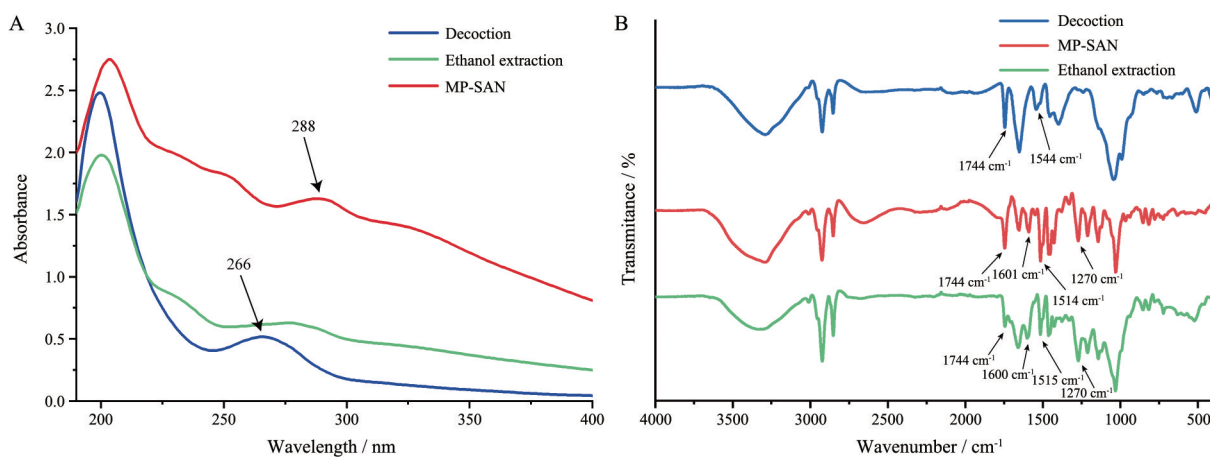 A
Decoction
Ethanol extraction
MP-SAN
288
266
3.0
2.5
2.0
1.5
1.0
0.5
0.0
Absorbance
200
250
300
350
400
Wavelength / nm
B
Decoction
MP-SAN
Ethanol extraction
1744 cm⁻¹
1544 cm⁻¹
1744 cm⁻¹
1601 cm⁻¹
1514 cm⁻¹
1270 cm⁻¹
1744 cm⁻¹
1600 cm⁻¹
1515 cm⁻¹
1270 cm⁻¹
Transmitance / %
4000
3500
3000
2500
2000
1500
1000
500
Wavenumber / cm⁻¹